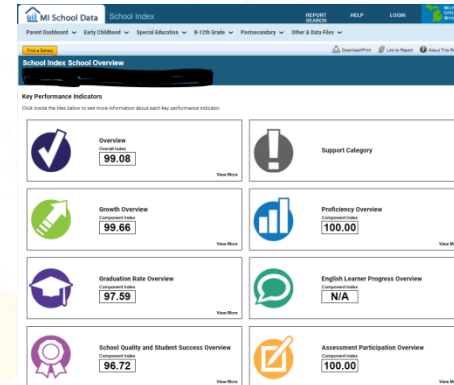 MI School Data School Index REPORT SEARCH HELP LOGIN
Parent Dashboard Early Childhood Special Education K-12th Grade Postsecondary Other & Data Files
Find a School Download/Print Link to Report About This Re
School Index School Overview
Key Performance Indicators
Click inside the tiles below to see more information about each key performance indicator.
Overview
Overall Index
99.08
View More
Support Category
Growth Overview
Component Index
99.66
View More
Proficiency Overview
Component Index
100.00
View M
Graduation Rate Overview
Component Index
97.59
View More
English Learner Progress Overview
Component Index
N/A
View M
School Quality and Student Success Overview
Component Index
96.72
View More
Assessment Participation Overview
Component Index
100.00
View M